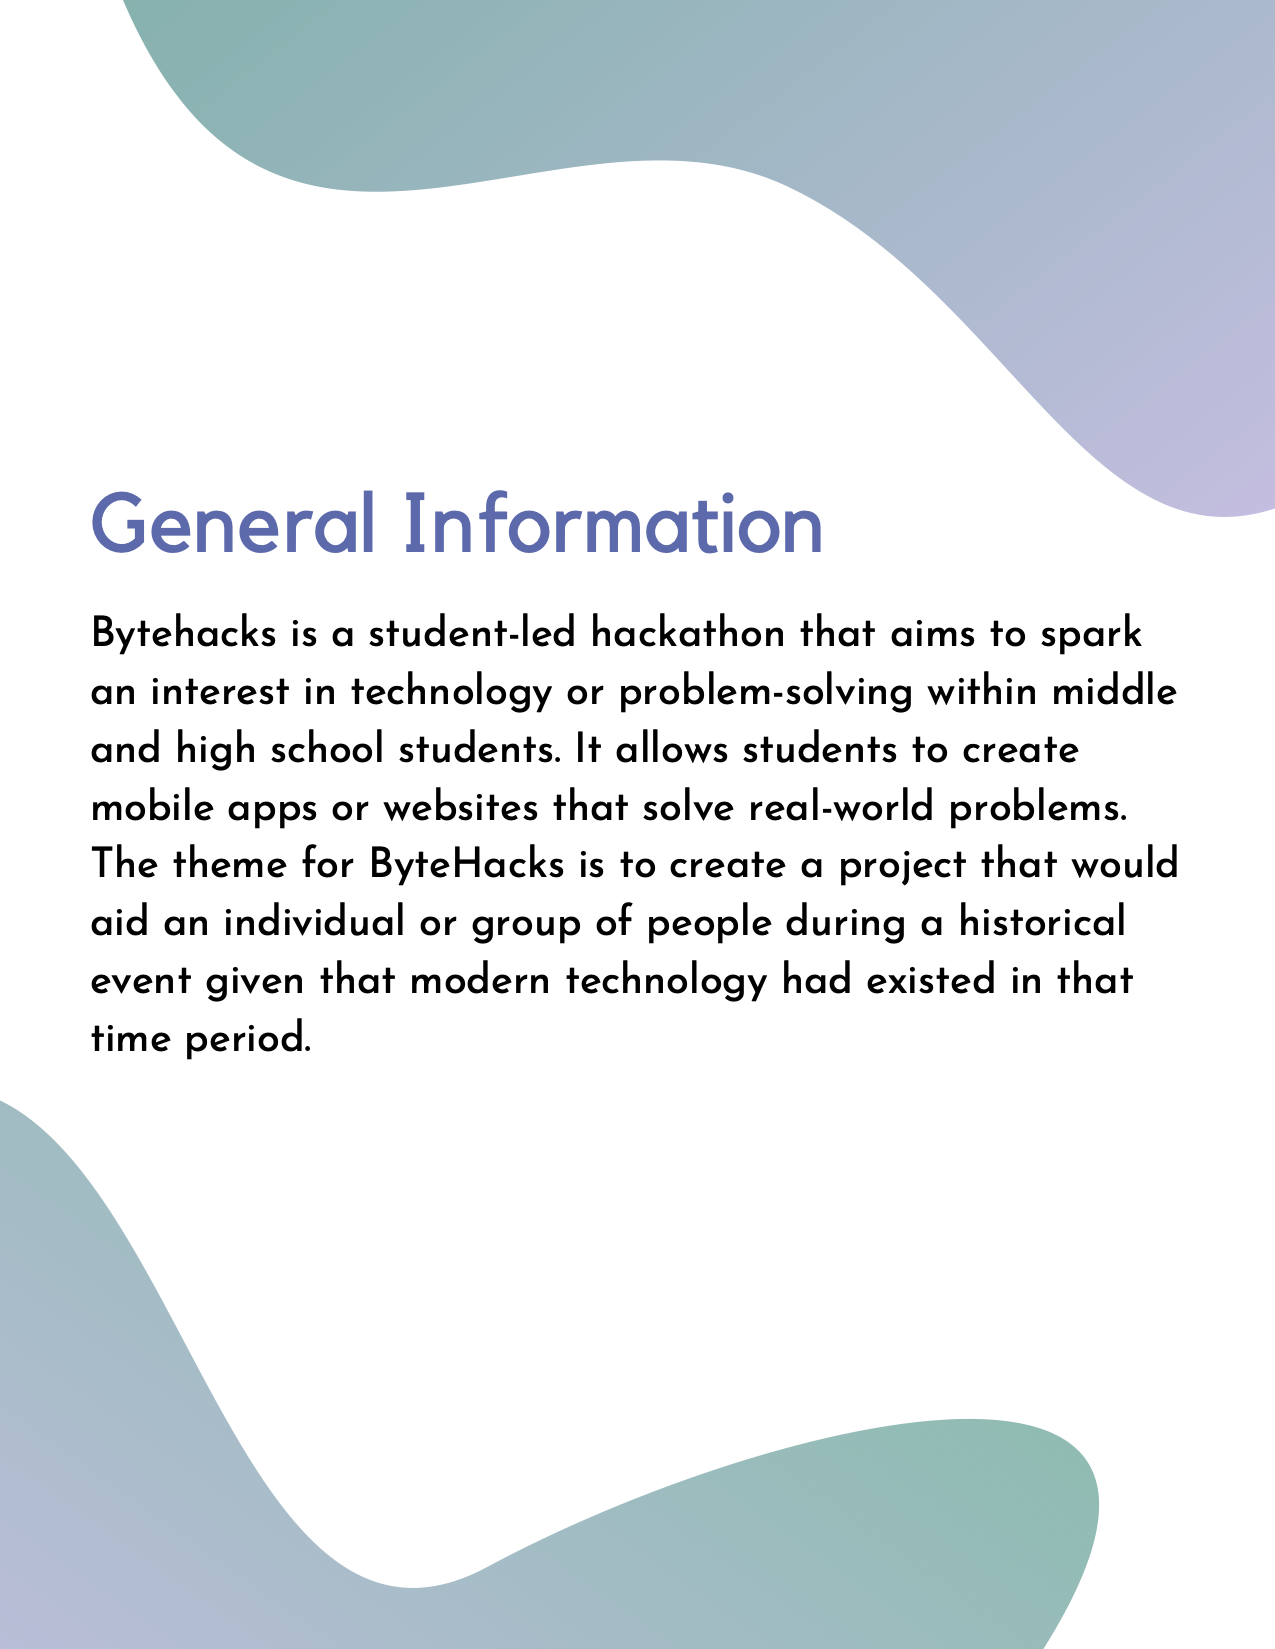 General Information
Bytehacks is a student-led hackathon that aims to spark
an interest in technology or problem-solving within middle
and high school students. It allows students to create
mobile apps or websites that solve real-world problems.
The theme for ByteHacks is to create a project that would
aid an individual or group of people during a historical
event given that modern technology had existed in that
time period.